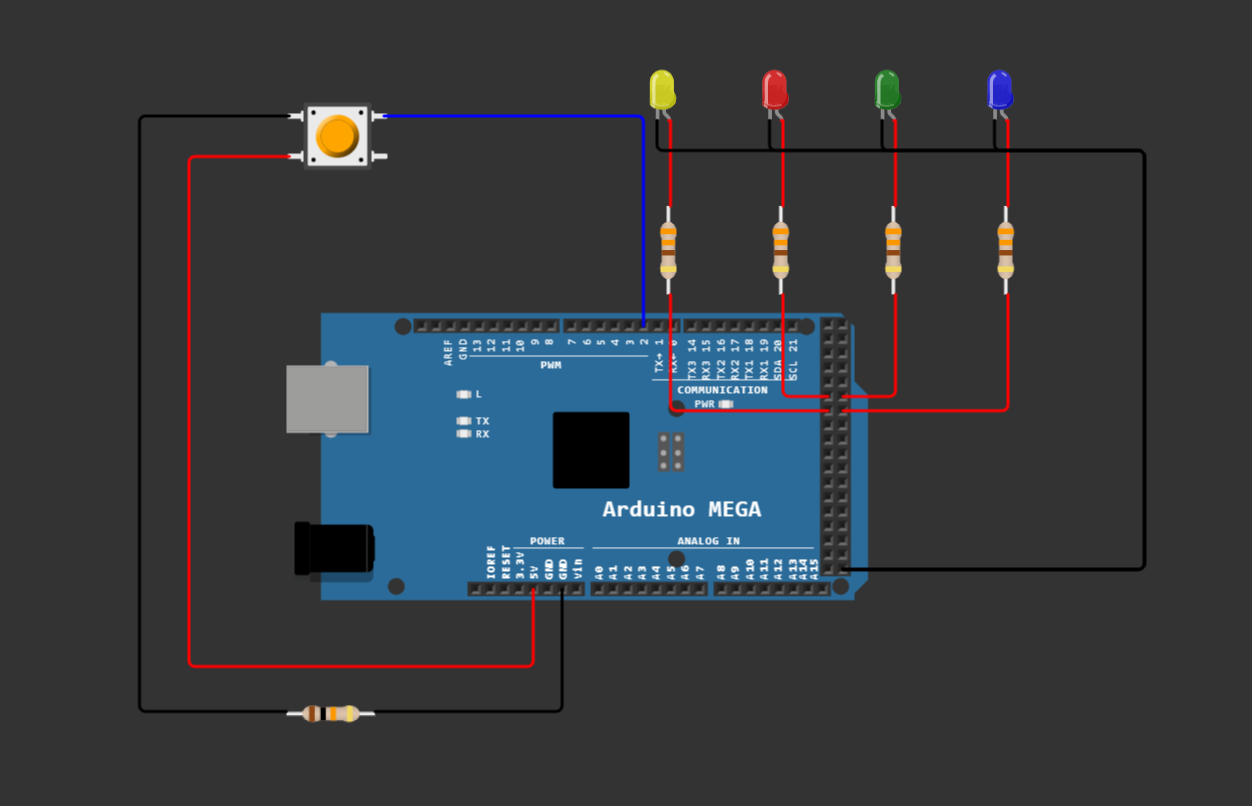 AREF GND 13 12 11 10 9 8 7 6 5 4 3 2 TX→ 1 RX← 0 TX3 14 RX3 15 TX2 16 RX2 17 TX1 18 RX1 19 SDA 20 SCL 21
PWM
COMMUNICATION
L
PWR
TX
RX
Arduino MEGA
POWER
ANALOG IN
IOREF RESET 3.3V 5V GND GND Vin A0 A1 A2 A3 A4 A5 A6 A7 A8 A9 A10 A11 A12 A13 A14 A15